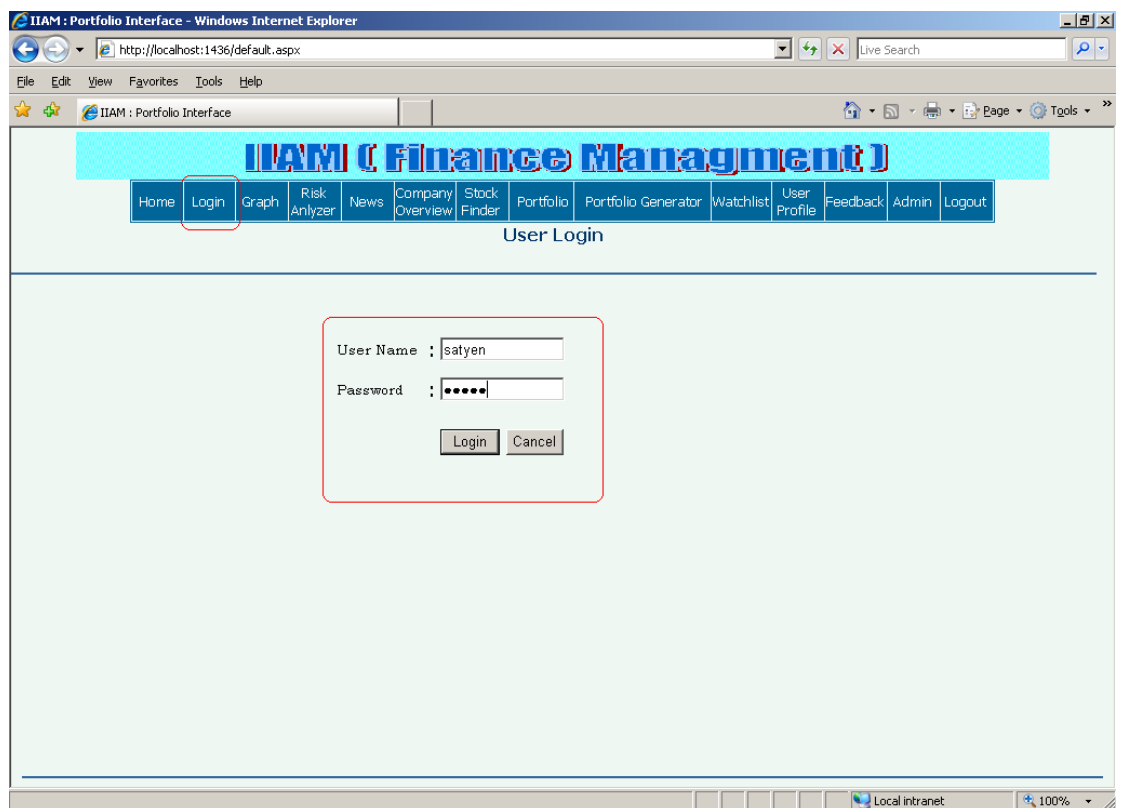 IIAM : Portfolio Interface - Windows Internet Explorer
http://localhost:1436/default.aspx
Live Search
File Edit View Favorites Tools Help
IIAM : Portfolio Interface
Page Tools »
IIAM ( Finance Managment )
Home Login Graph Risk Anlyzer News Company Overview Stock Finder Portfolio Portfolio Generator Watchlist User Profile Feedback Admin Logout
User Login
User Name : satyen
Password : •••••
Login Cancel
Local intranet 100%